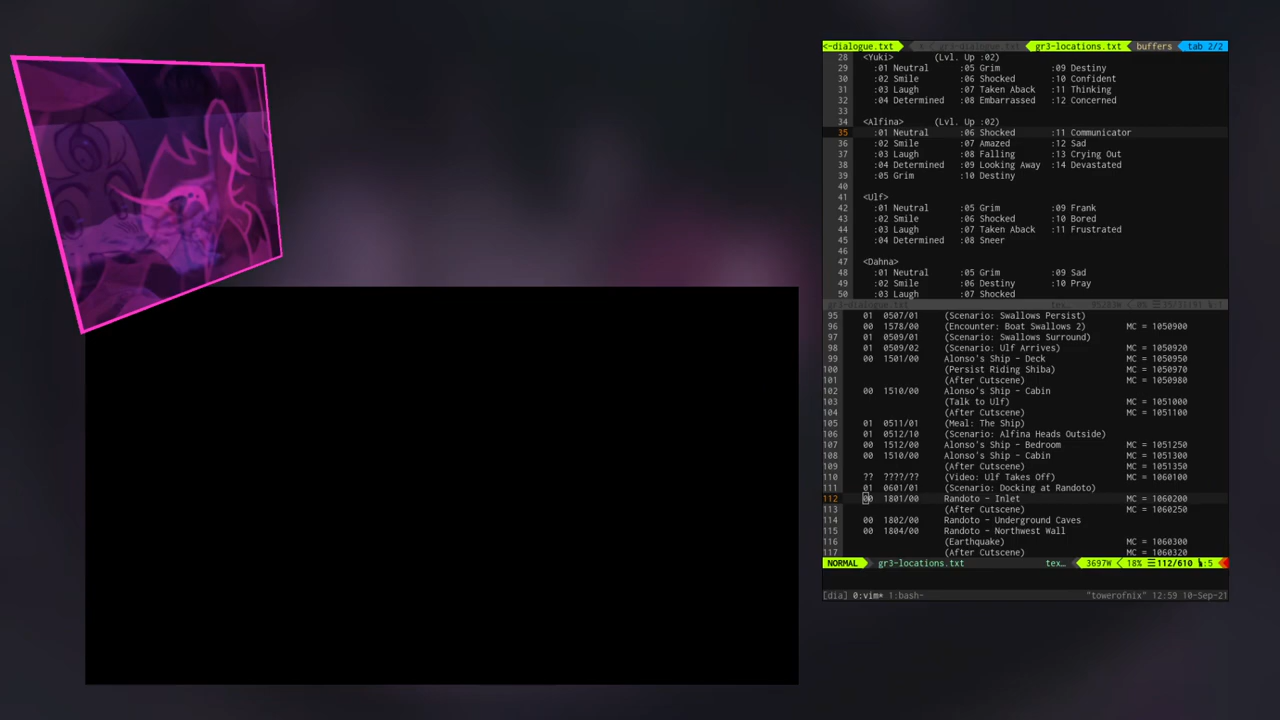 <-dialogue.txt gr3-dialogue.txt gr3-locations.txt buffers tab 2/2
28 <Yuki> (Lvl. Up :02)
29 :01 Neutral :05 Grim :09 Destiny
30 :02 Smile :06 Shocked :10 Confident
31 :03 Laugh :07 Taken Aback :11 Thinking
32 :04 Determined :08 Embarrassed :12 Concerned
33
34 <Alfina> (Lvl. Up :02)
35 :01 Neutral :06 Shocked :11 Communicator
36 :02 Smile :07 Amazed :12 Sad
37 :03 Laugh :08 Falling :13 Crying Out
38 :04 Determined :09 Looking Away :14 Devastated
39 :05 Grim :10 Destiny
40
41 <Ulf>
42 :01 Neutral :05 Grim :09 Frank
43 :02 Smile :06 Shocked :10 Bored
44 :03 Laugh :07 Taken Aback :11 Frustrated
45 :04 Determined :08 Sneer
46
47 <Dahna>
48 :01 Neutral :05 Grim :09 Sad
49 :02 Smile :06 Destiny :10 Pray
50 :03 Laugh :07 Shocked
gr3-dialogue.txt tex…
95 01 0507/01 (Scenario: Swallows Persist)
96 00 1578/00 (Encounter: Boat Swallows 2) MC = 1050900
97 01 0509/01 (Scenario: Swallows Surround)
98 01 0509/02 (Scenario: Ulf Arrives) MC = 1050920
99 00 1501/00 Alonso's Ship - Deck MC = 1050950
100 (Persist Riding Shiba) MC = 1050970
101 (After Cutscene) MC = 1050980
102 00 1510/00 Alonso's Ship - Cabin
103 (Talk to Ulf) MC = 1051000
104 (After Cutscene) MC = 1051100
105 01 0511/01 (Meal: The Ship)
106 01 0512/10 (Scenario: Alfina Heads Outside)
107 00 1512/00 Alonso's Ship - Bedroom MC = 1051250
108 00 1510/00 Alonso's Ship - Cabin MC = 1051300
109 (After Cutscene) MC = 1051350
110 ?? ????/?? (Video: Ulf Takes Off) MC = 1060100
111 01 0601/01 (Scenario: Docking at Randoto)
112 00 1801/00 Randoto - Inlet MC = 1060200
113 (After Cutscene) MC = 1060250
114 00 1802/00 Randoto - Underground Caves
115 00 1804/00 Randoto - Northwest Wall
116 (Earthquake) MC = 1060300
117 (After Cutscene) MC = 1060320
NORMAL gr3-locations.txt tex… 3697W < 18% ☰112/610 :5
[dia] 0:vim* 1:bash- "towerofnix" 12:59 10-Sep-21